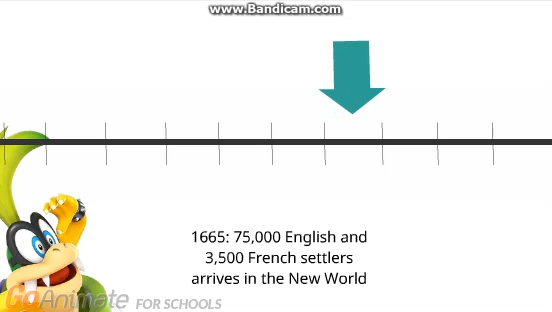 www.Bandicam.com
1665: 75,000 English and
3,500 French settlers
arrives in the New World
GoAnimate FOR SCHOOLS